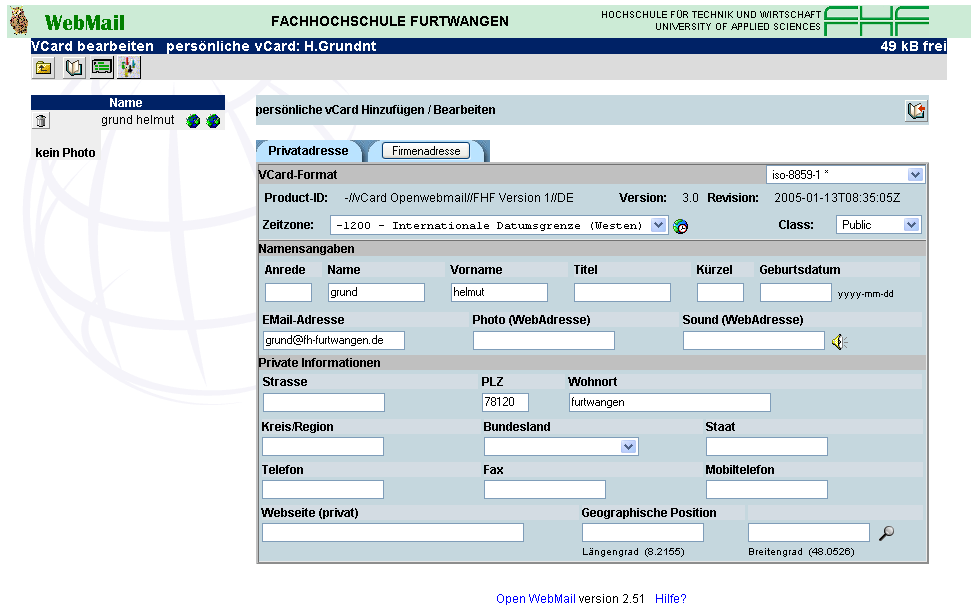 WebMail FACHHOCHSCHULE FURTWANGEN HOCHSCHULE FÜR TECHNIK UND WIRTSCHAFT
UNIVERSITY OF APPLIED SCIENCES FHF
VCard bearbeiten persönliche vCard: H.Grundnt 49 kB frei
Name
grund helmut
kein Photo
persönliche vCard Hinzufügen / Bearbeiten
Privatadresse Firmenadresse
VCard-Format iso-8859-1 *
Product-ID: -//vCard Openwebmail//FHF Version 1//DE Version: 3.0 Revision: 2005-01-13T08:35:05Z
Zeitzone: -1200 - Internationale Datumsgrenze (Westen) Class: Public
Namensangaben
Anrede Name Vorname Titel Kürzel Geburtsdatum
grund helmut yyyy-mm-dd
EMail-Adresse Photo (WebAdresse) Sound (WebAdresse)
grund@fh-furtwangen.de
Private Informationen
Strasse PLZ Wohnort
78120 furtwangen
Kreis/Region Bundesland Staat
Telefon Fax Mobiltelefon
Webseite (privat) Geographische Position
Längengrad (8.2155) Breitengrad (48.0526)
Open WebMail version 2.51 Hilfe?